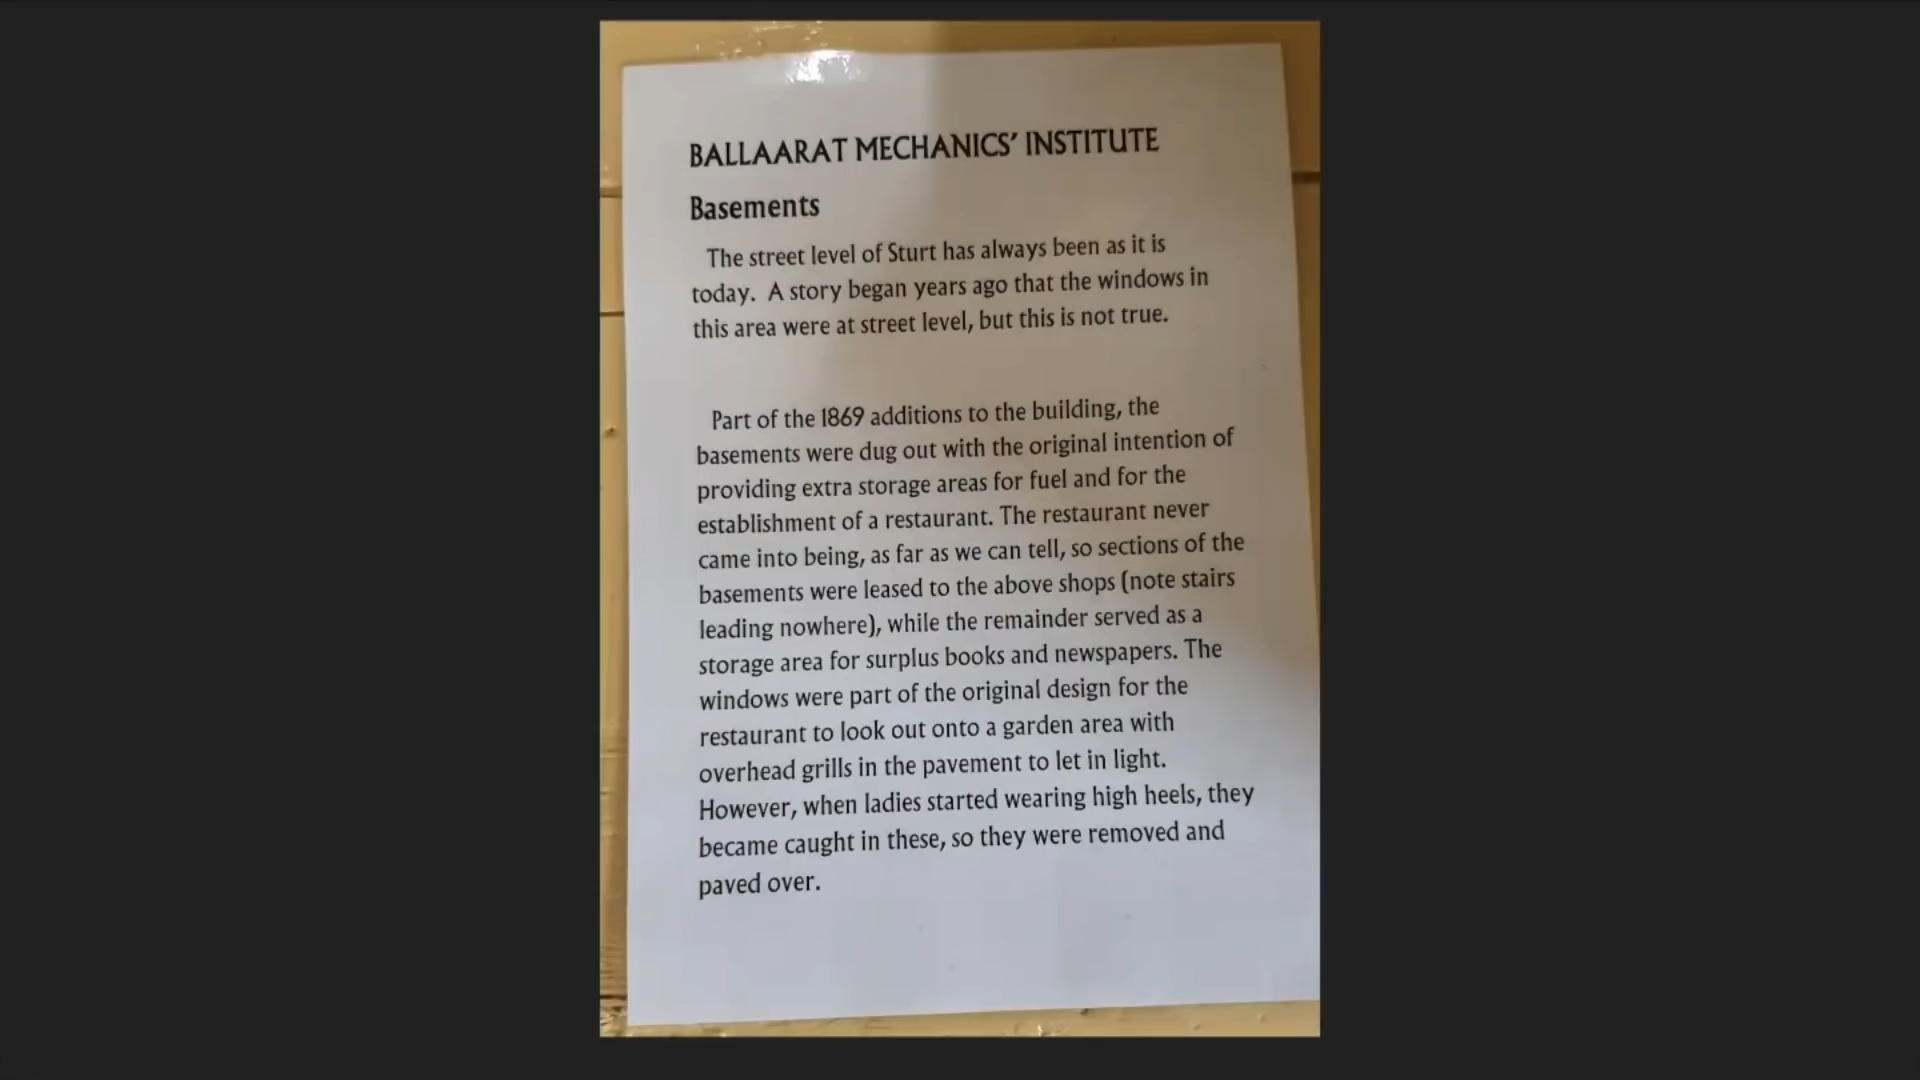 BALLAARAT MECHANICS’ INSTITUTE
Basements
The street level of Sturt has always been as it is
today.  A story began years ago that the windows in
this area were at street level, but this is not true.
Part of the 1869 additions to the building, the
basements were dug out with the original intention of
providing extra storage areas for fuel and for the
establishment of a restaurant. The restaurant never
came into being, as far as we can tell, so sections of the
basements were leased to the above shops (note stairs
leading nowhere), while the remainder served as a
storage area for surplus books and newspapers. The
windows were part of the original design for the
restaurant to look out onto a garden area with
overhead grills in the pavement to let in light.
However, when ladies started wearing high heels, they
became caught in these, so they were removed and
paved over.